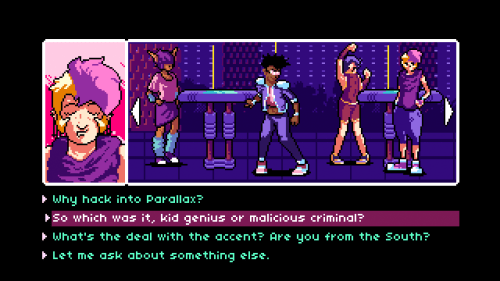 Why hack into Parallax?
So which was it, kid genius or malicious criminal?
What's the deal with the accent? Are you from the South?
Let me ask about something else.